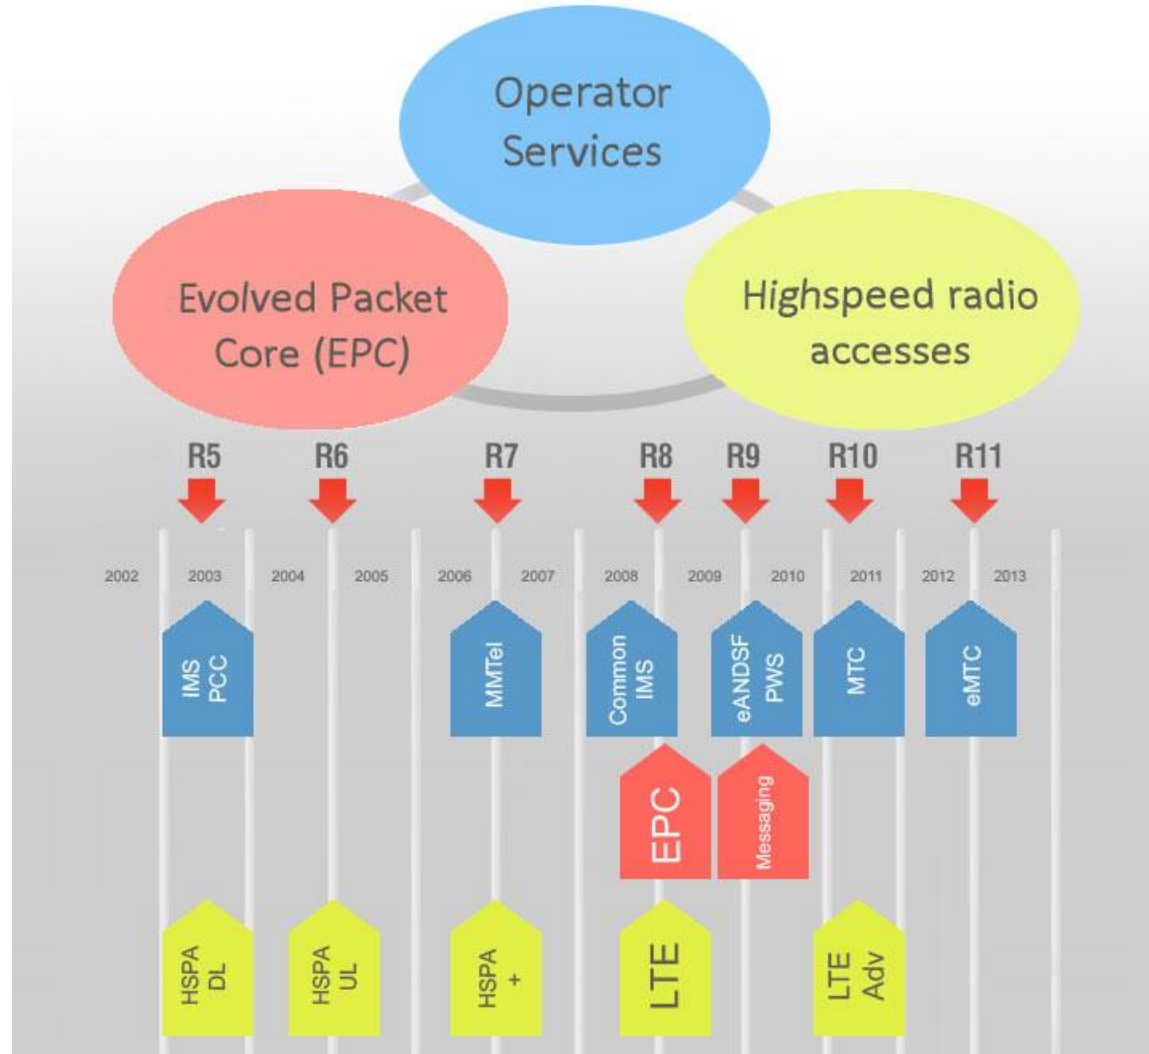 Operator
Services
Evolved Packet
Core (EPC)
Highspeed radio
accesses
R5 R6 R7 R8 R9 R10 R11
2002 2003 2004 2005 2006 2007 2008 2009 2010 2011 2012 2013
IMS
PCC
MMTel
Common
IMS
eANDSF
PWS
MTC
eMTC
EPC
Messaging
HSPA
DL
HSPA
UL
HSPA
+
LTE
LTE
Adv